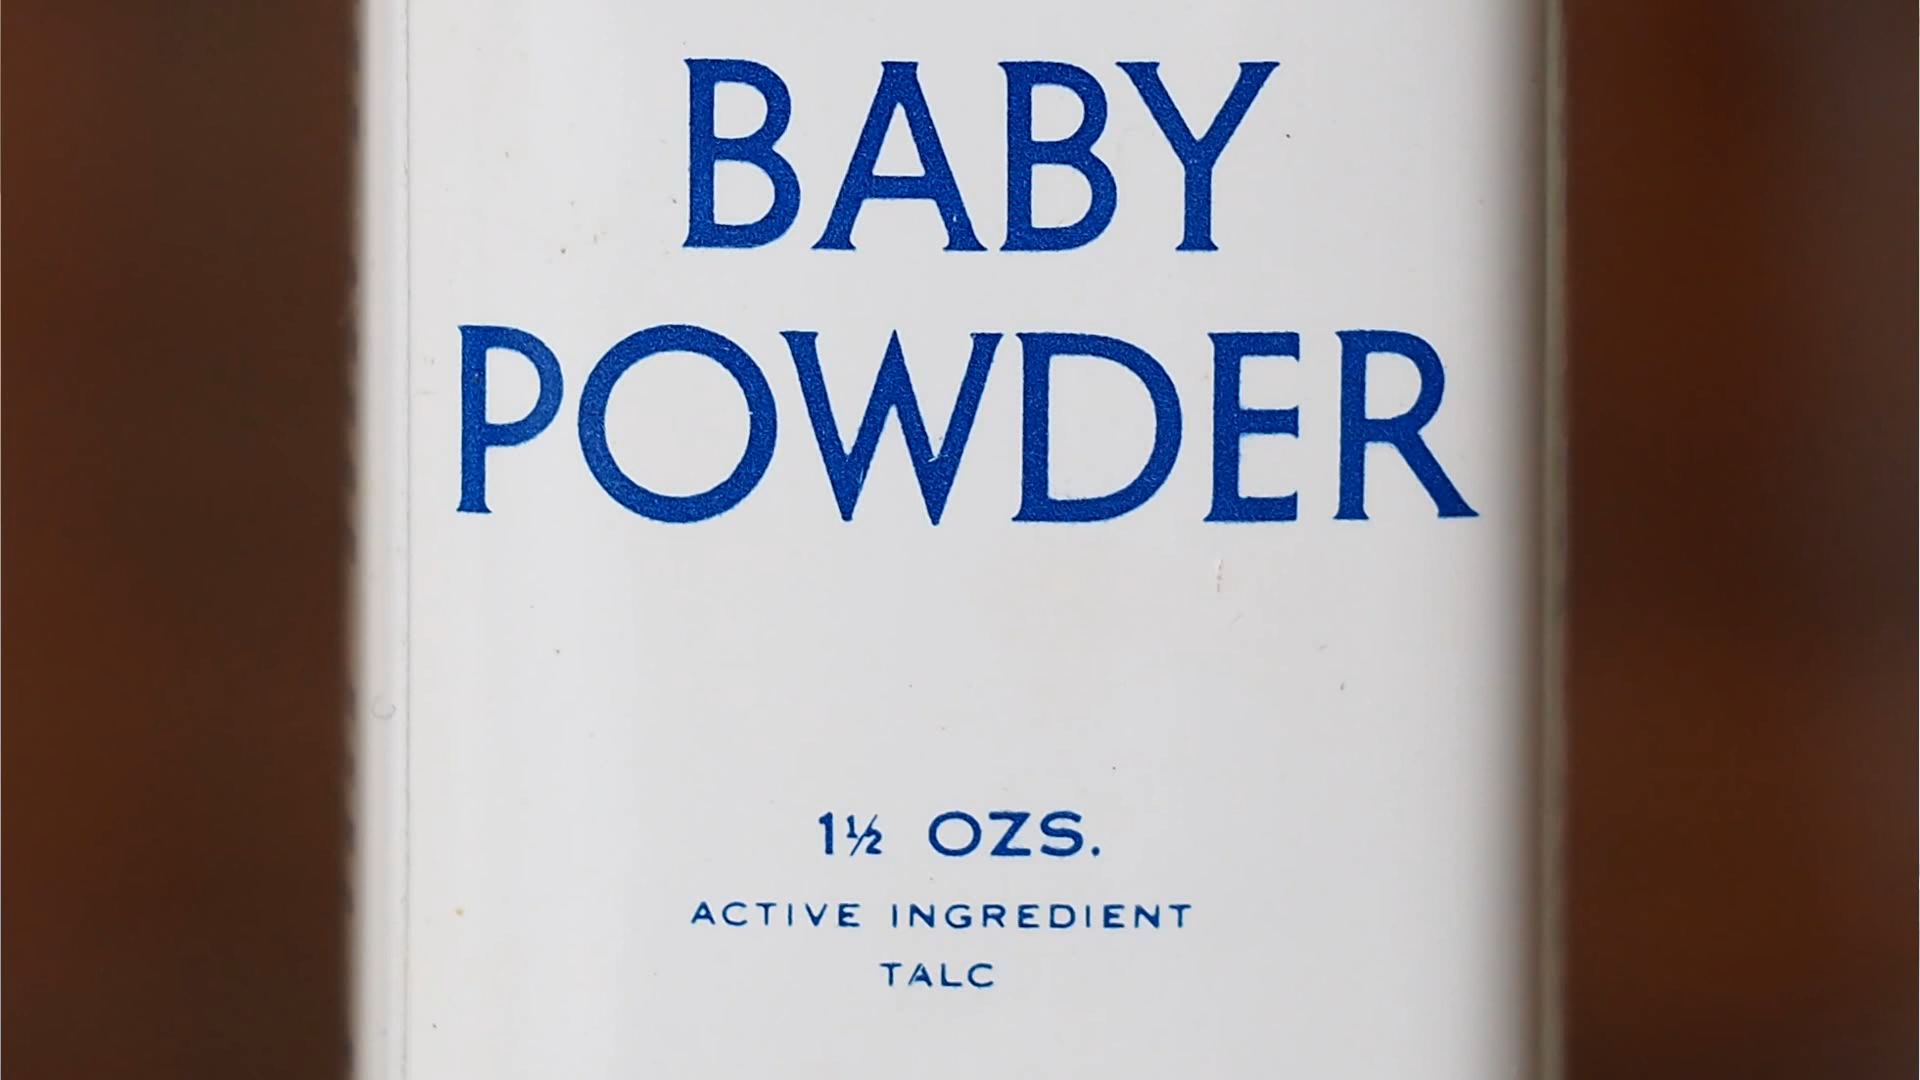 BABY
POWDER
1½ OZS.
ACTIVE INGREDIENT
TALC